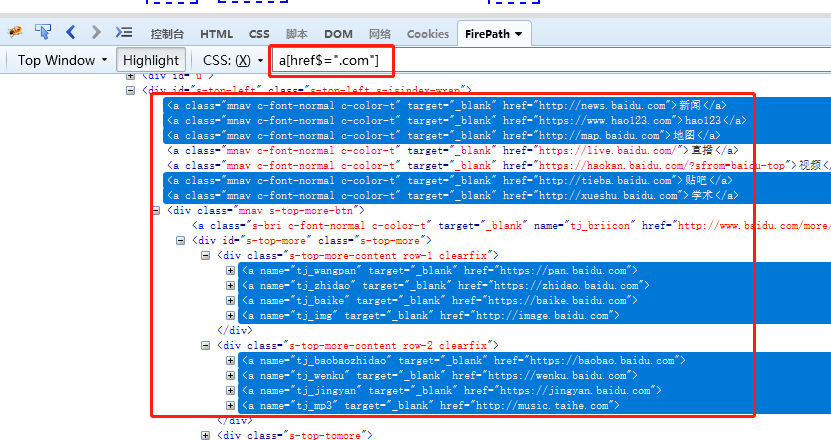 控制台 HTML CSS 脚本 DOM 网络 Cookies FirePath
Top Window Highlight CSS: (X) a[href$=".com"]
<div id="u">
<div id="s-top-left" class="s-top-left s-isindex-wrap">
<a class="mnav c-font-normal c-color-t" target="_blank" href="http://news.baidu.com">新闻</a>
<a class="mnav c-font-normal c-color-t" target="_blank" href="https://www.hao123.com">hao123</a>
<a class="mnav c-font-normal c-color-t" target="_blank" href="http://map.baidu.com">地图</a>
<a class="mnav c-font-normal c-color-t" target="_blank" href="https://live.baidu.com/">直播</a>
<a class="mnav c-font-normal c-color-t" target="_blank" href="https://haokan.baidu.com/?sfrom=baidu-top">视频</
<a class="mnav c-font-normal c-color-t" target="_blank" href="http://tieba.baidu.com">贴吧</a>
<a class="mnav c-font-normal c-color-t" target="_blank" href="http://xueshu.baidu.com">学术</a>
<div class="mnav s-top-more-btn">
<a class="s-bri c-font-normal c-color-t" target="_blank" name="tj_briicon" href="http://www.baidu.com/more/
<div id="s-top-more" class="s-top-more">
<div class="s-top-more-content row-1 clearfix">
<a name="tj_wangpan" target="_blank" href="https://pan.baidu.com">
<a name="tj_zhidao" target="_blank" href="https://zhidao.baidu.com">
<a name="tj_baike" target="_blank" href="https://baike.baidu.com">
<a name="tj_img" target="_blank" href="http://image.baidu.com">
</div>
<div class="s-top-more-content row-2 clearfix">
<a name="tj_baobaozhidao" target="_blank" href="https://baobao.baidu.com">
<a name="tj_wenku" target="_blank" href="https://wenku.baidu.com">
<a name="tj_jingyan" target="_blank" href="https://jingyan.baidu.com">
<a name="tj_mp3" target="_blank" href="http://music.taihe.com">
</div>
<div class="s-top-tomore">